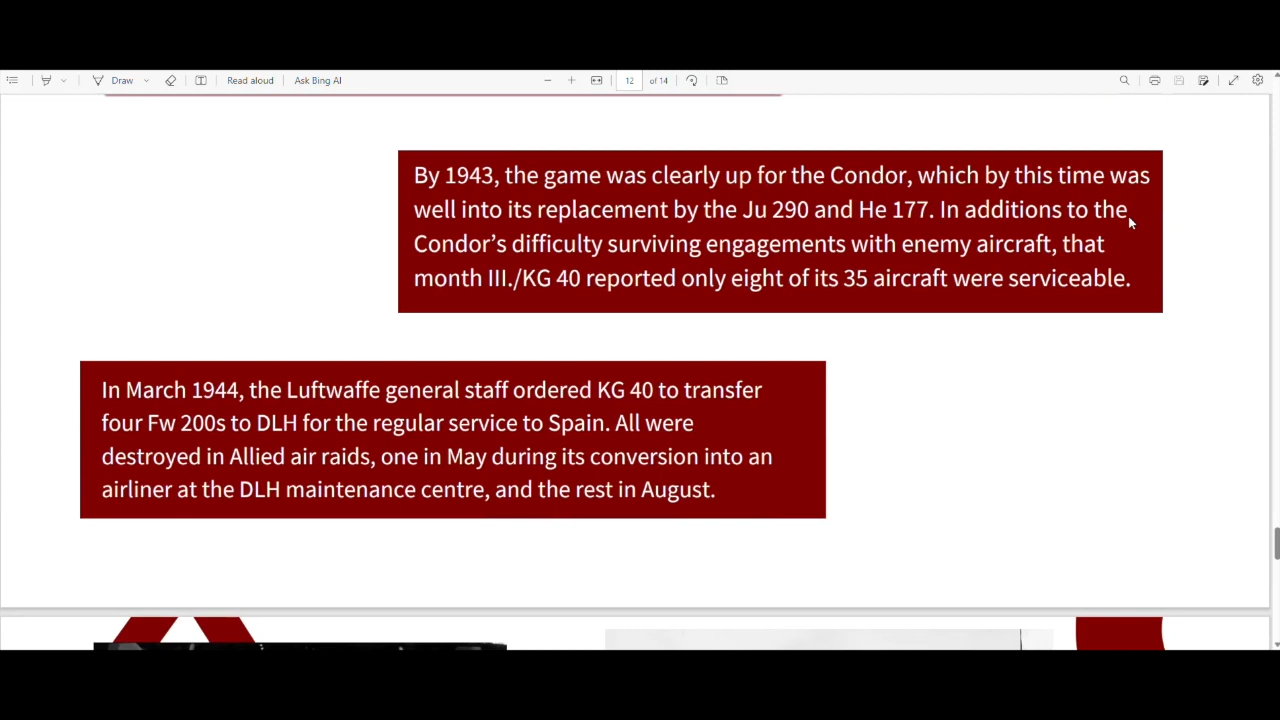 Draw
Read aloud
Ask Bing AI
12 of 14
By 1943, the game was clearly up for the Condor, which by this time was
well into its replacement by the Ju 290 and He 177. In additions to the
Condor’s difficulty surviving engagements with enemy aircraft, that
month III./KG 40 reported only eight of its 35 aircraft were serviceable.
In March 1944, the Luftwaffe general staff ordered KG 40 to transfer
four Fw 200s to DLH for the regular service to Spain. All were
destroyed in Allied air raids, one in May during its conversion into an
airliner at the DLH maintenance centre, and the rest in August.